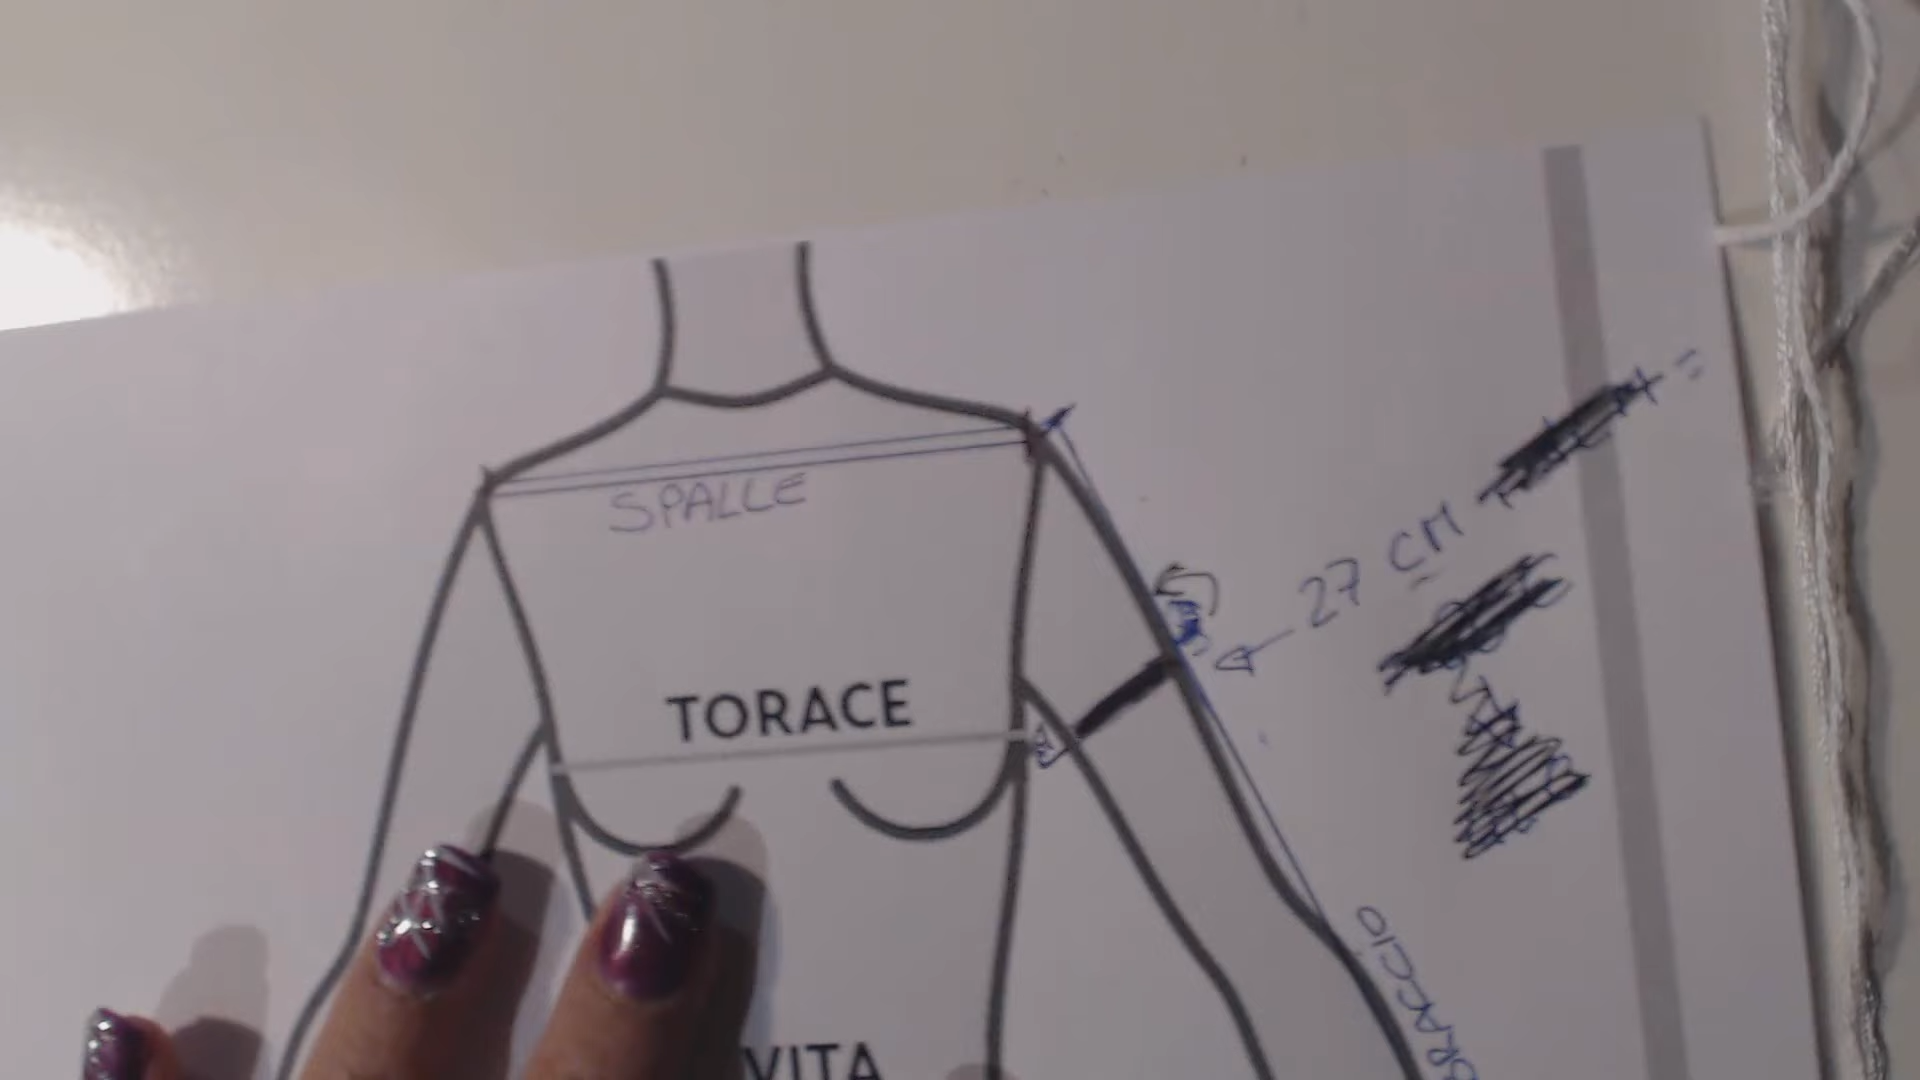 SPALLE
27 CM + =
TORACE
BRACCIO
VITA